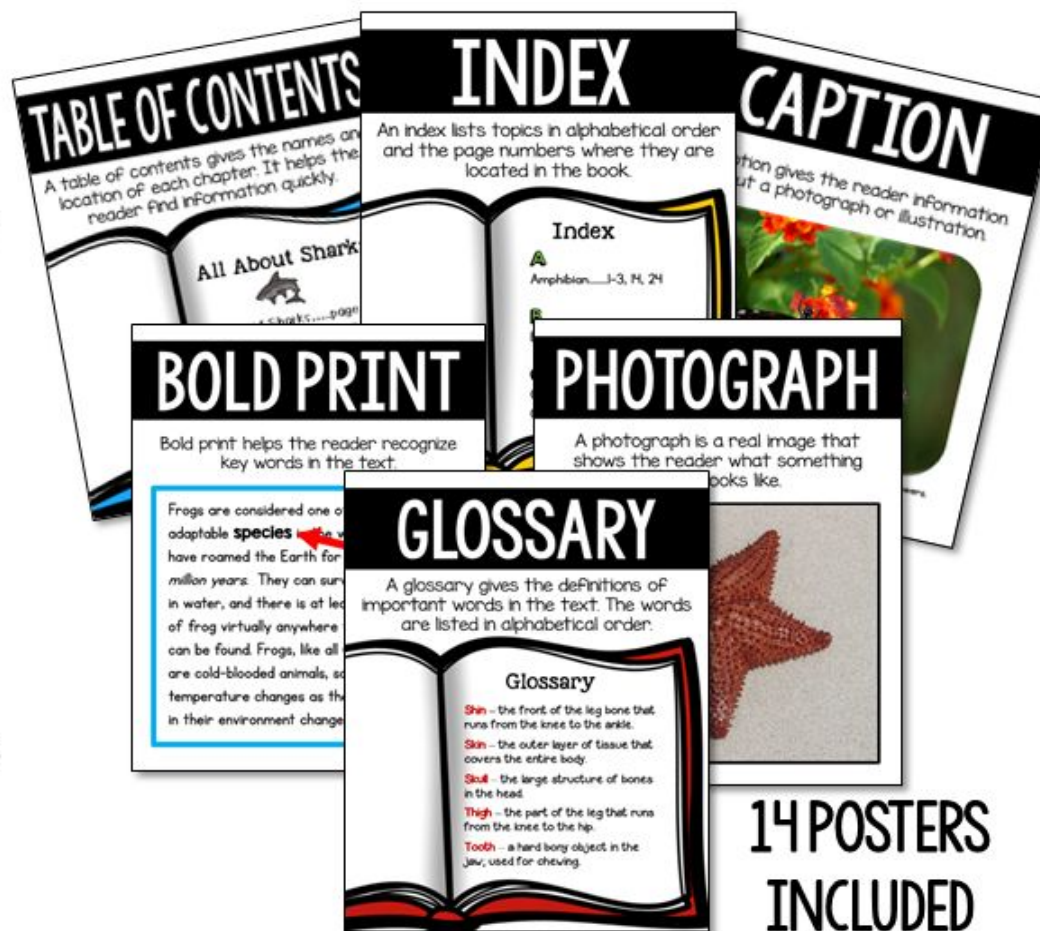 TABLE OF CONTENTS
A table of contents gives the names an
location of each chapter. It helps the
reader find information quickly.
All About Shark
Sharks.....page
INDEX
An index lists topics in alphabetical order
and the page numbers where they are
located in the book.
Index
A
Amphibian......1-3, 14, 24
B
CAPTION
gives the reader information
a photograph or illustration.
BOLD PRINT
Bold print helps the reader recognize
key words in the text.
Frogs are considered one of
adaptable species
have roamed the Earth for
million years. They can
in water, and there is at
of frog virtually anywhere
can be found. Frogs, like all
are cold-blooded animals,
temperature changes as
in their environment change
PHOTOGRAPH
A photograph is a real image that
shows the reader what something
like.
GLOSSARY
A glossary gives the definitions of
important words in the text. The words
are listed in alphabetical order.
Glossary
Shin - the front of the leg bone that
runs from the knee to the ankle.
Skin - the outer layer of tissue that
covers the entire body.
Skull - the large structure of bones
in the head.
Thigh - the part of the leg that runs
from the knee to the hip.
Tooth - a hard bony object in the
jaw; used for chewing.
14 POSTERS
INCLUDED